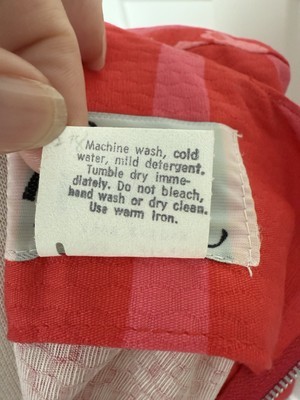 Machine wash, cold
water, mild detergent.
Tumble dry imme-
diately. Do not bleach,
hand wash or dry clean.
Use warm iron.